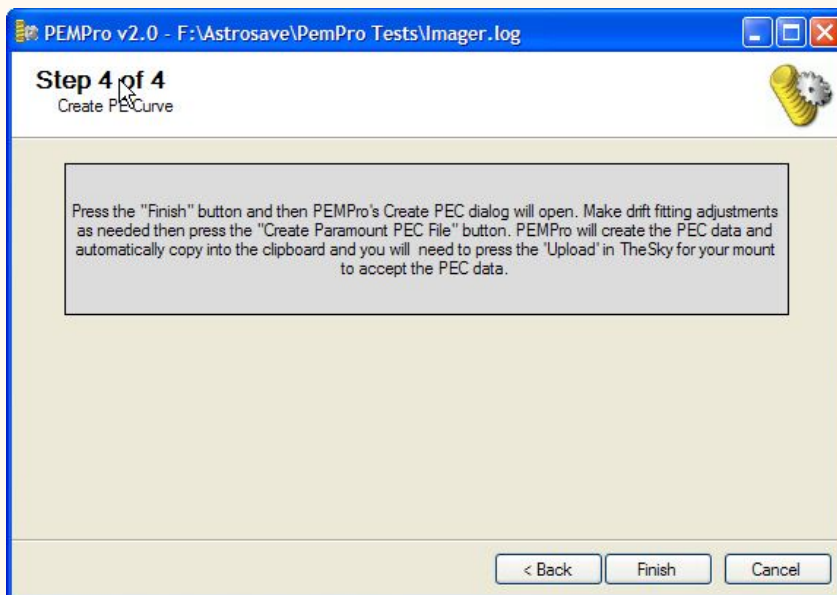 PEMPro v2.0 - F:\Astrosave\PemPro Tests\Imager.log
Step 4 of 4
Create PE Curve
Press the "Finish" button and then PEMPro's Create PEC dialog will open. Make drift fitting adjustments
as needed then press the "Create Paramount PEC File" button. PEMPro will create the PEC data and
automatically copy into the clipboard and you will need to press the 'Upload' in TheSky for your mount
to accept the PEC data.
< Back Finish Cancel